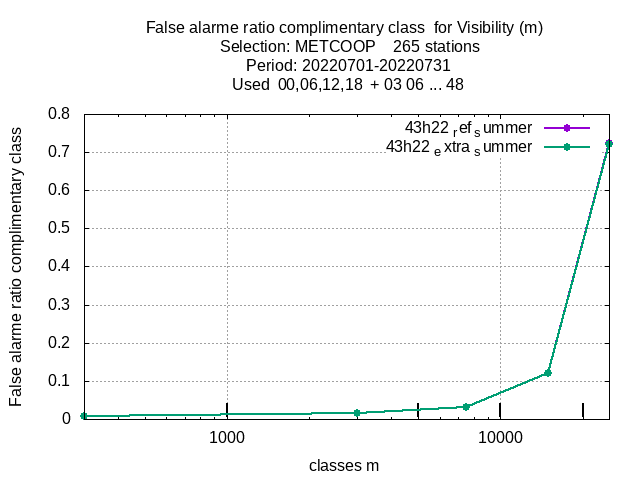 False alarme ratio complimentary class  for Visibility (m)
Selection: METCOOP    265 stations
Period: 20220701-20220731
Used  00,06,12,18  + 03 06 ... 48
43h22 ref summer
43h22 extra summer
False alarme ratio complimentary class
0.8
0.7
0.6
0.5
0.4
0.3
0.2
0.1
0
1000 10000
classes m